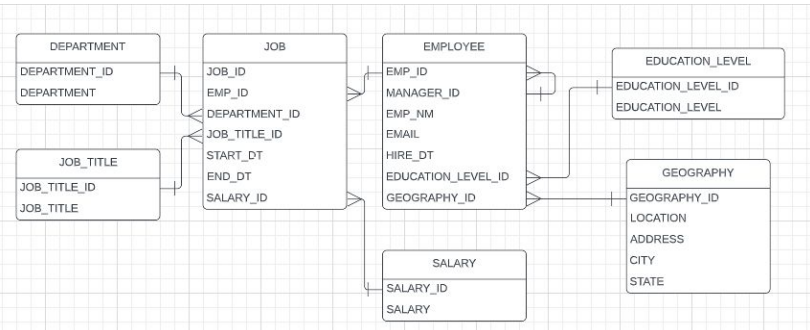 DEPARTMENT
DEPARTMENT_ID
DEPARTMENT
JOB_TITLE
JOB_TITLE_ID
JOB_TITLE
JOB
JOB_ID
EMP_ID
DEPARTMENT_ID
JOB_TITLE_ID
START_DT
END_DT
SALARY_ID
EMPLOYEE
EMP_ID
MANAGER_ID
EMP_NM
EMAIL
HIRE_DT
EDUCATION_LEVEL_ID
GEOGRAPHY_ID
SALARY
SALARY_ID
SALARY
EDUCATION_LEVEL
EDUCATION_LEVEL_ID
EDUCATION_LEVEL
GEOGRAPHY
GEOGRAPHY_ID
LOCATION
ADDRESS
CITY
STATE